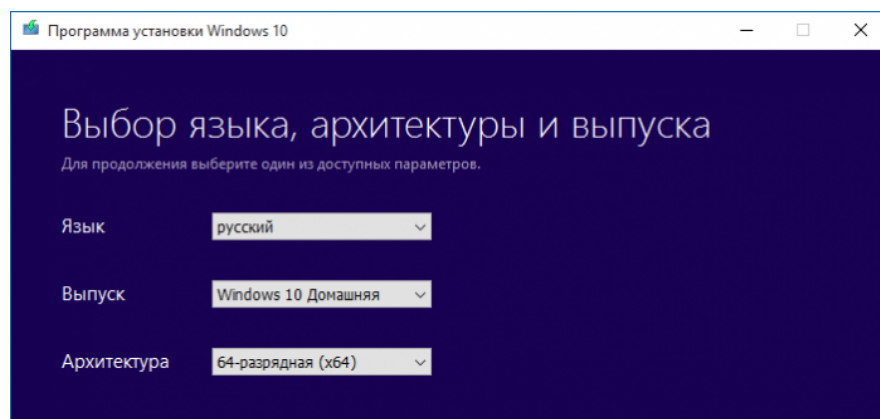 Программа установки Windows 10
Выбор языка, архитектуры и выпуска
Для продолжения выберите один из доступных параметров.
Язык русский
Выпуск Windows 10 Домашняя
Архитектура 64-разрядная (x64)